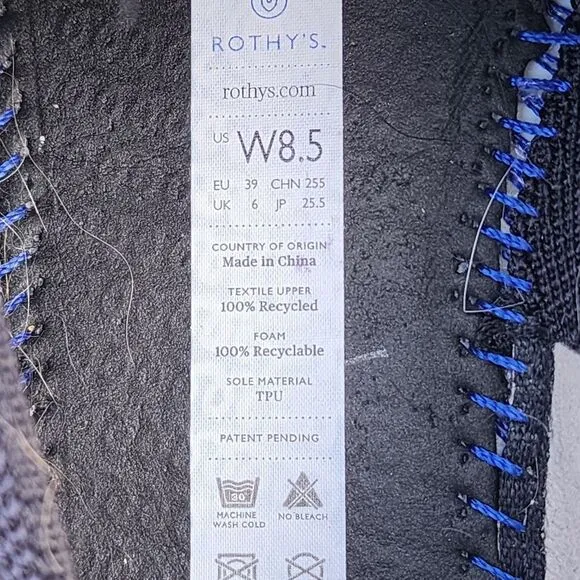 ROTHY'S™
rothys.com
US W8.5
EU 39 CHN 255
UK 6 JP 25.5
COUNTRY OF ORIGIN
Made in China
TEXTILE UPPER
100% Recycled
FOAM
100% Recyclable
SOLE MATERIAL
TPU
PATENT PENDING
30°
MACHINE WASH COLD
NO BLEACH